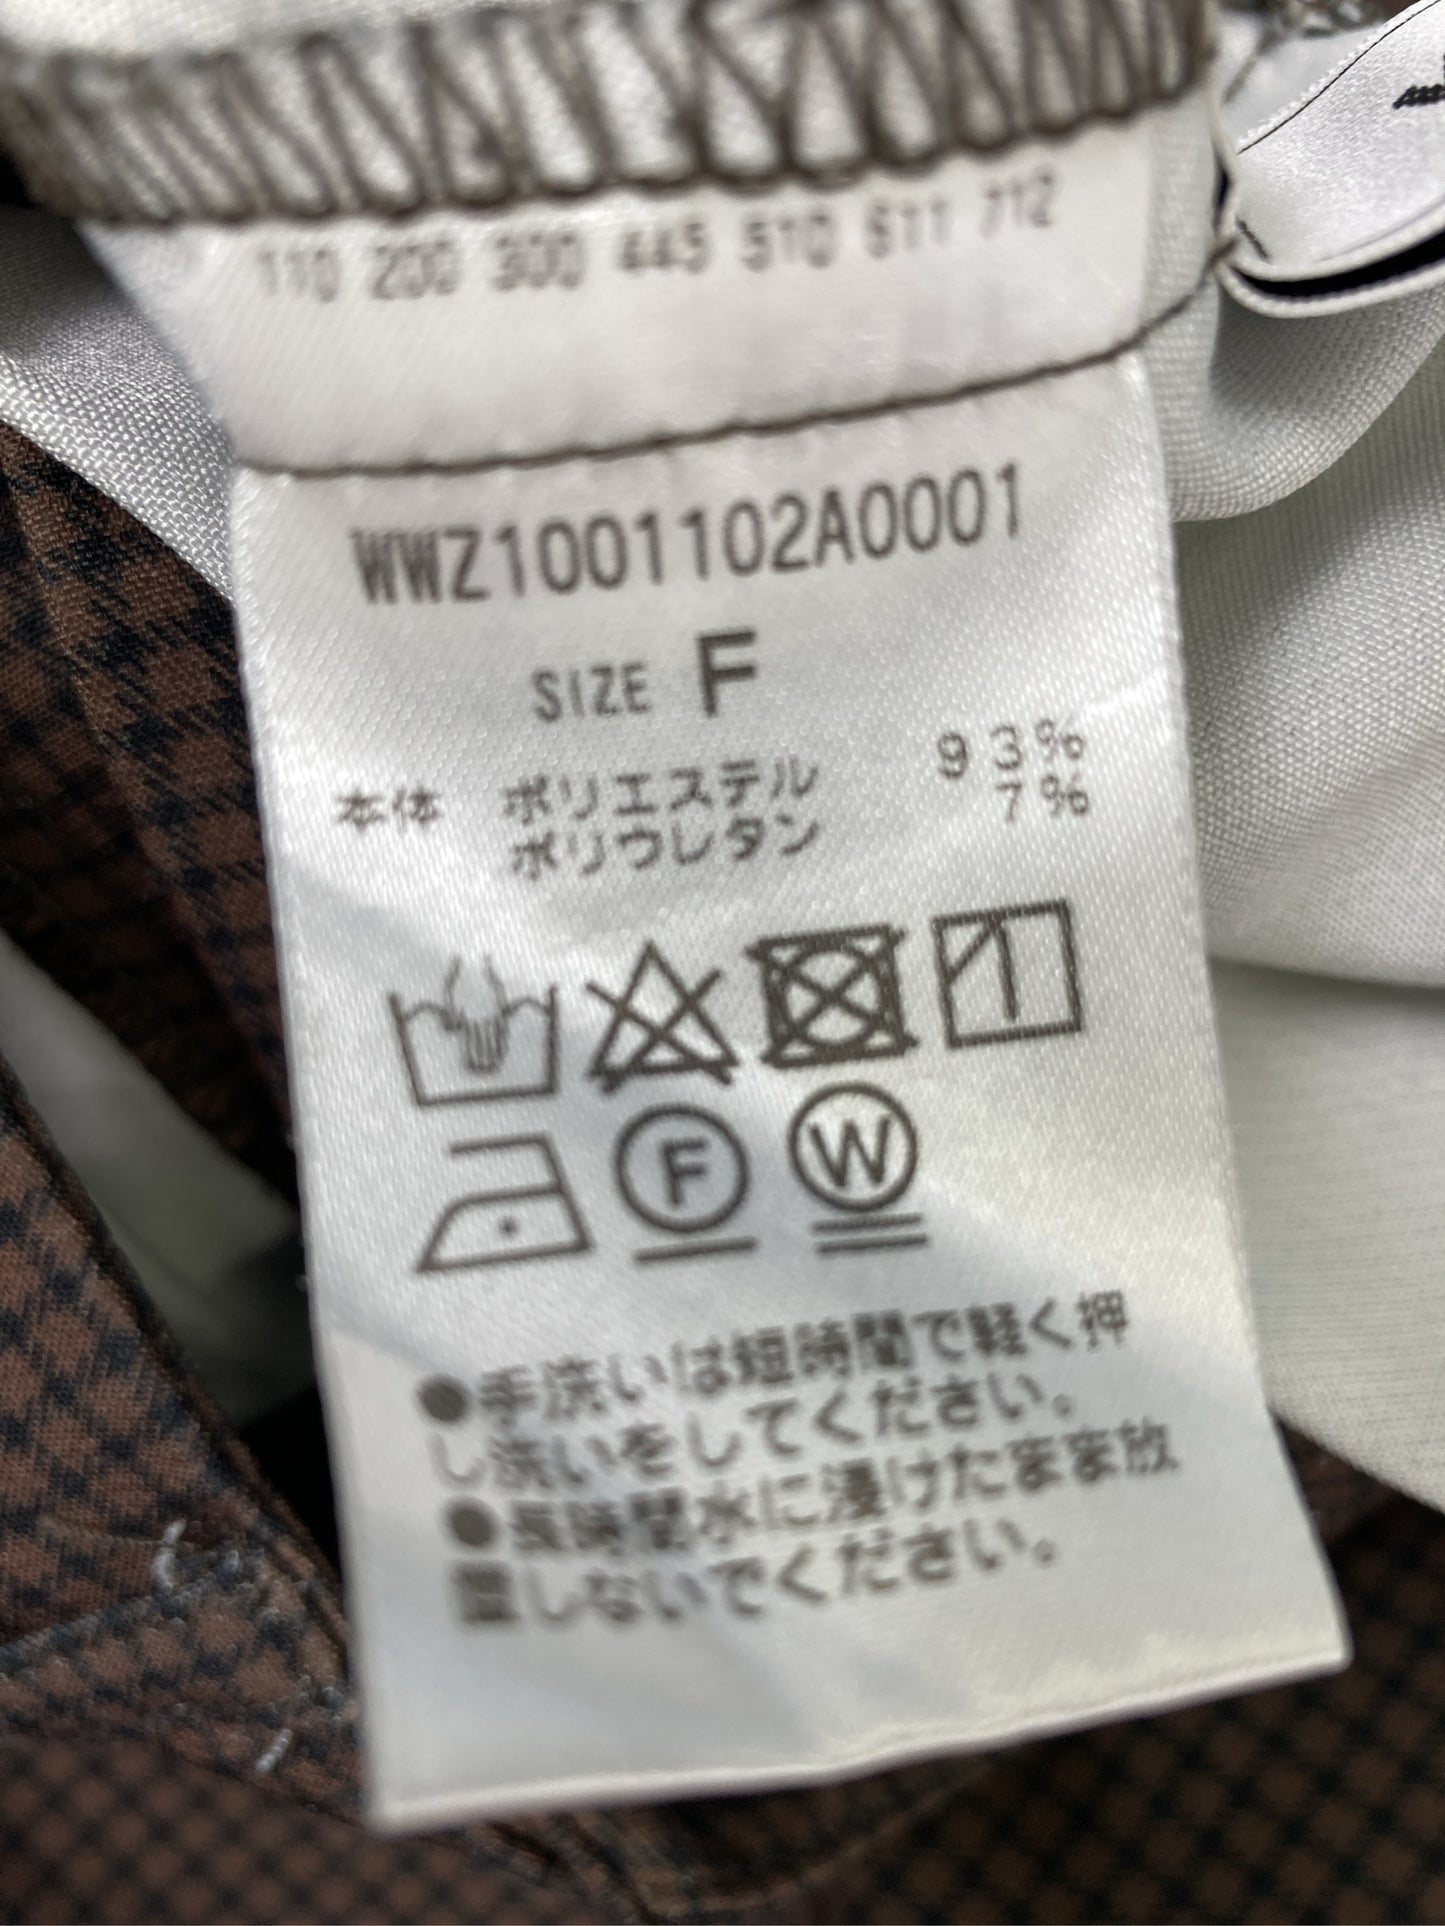 110 200 300 445 510 611 712
WWZ1001102A0001
SIZE F
本体 ポリエステル 93%
ポリウレタン 7%
F W
●手洗いは短時間で軽く押
し洗いをしてください。
●長時間水に浸けたまま放
置しないでください。